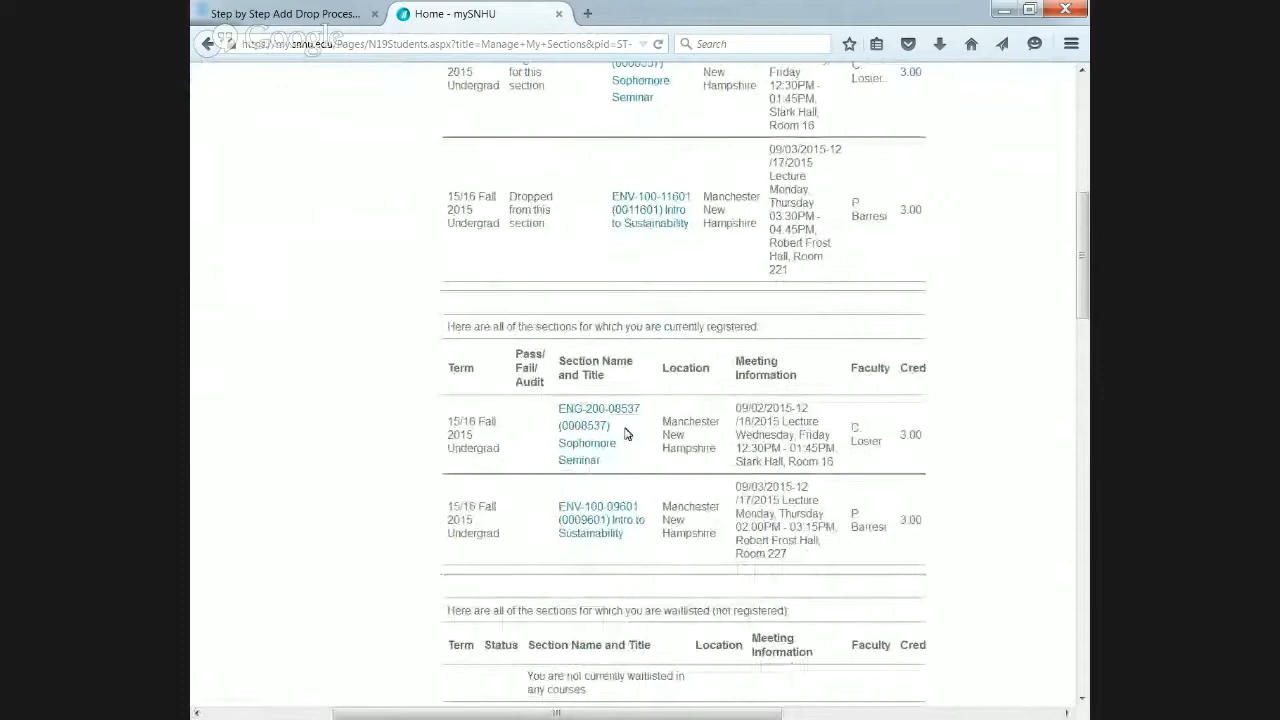 Step by Step Add Drop Proces...
Home - mySNHU
Google
Search
2015
Undergrad
for this
section
Sophomore
Seminar
New
Hampshire
Friday
12:30PM -
01:45PM,
Stark Hall,
Room 16
Losier
3.00
15/16 Fall
2015
Undergrad
Dropped
from this
section
ENV-100-11601
(0011601) Intro
to Sustainability
Manchester
New
Hampshire
09/03/2015-12
/17/2015
Lecture
Monday,
Thursday
03:30PM -
04:45PM,
Robert Frost
Hall, Room
221
P.
Barresi
3.00
Here are all of the sections for which you are currently registered.
Term
Pass/
Fail/
Audit
Section Name
and Title
Location
Meeting
Information
Faculty
Cred
15/16 Fall
2015
Undergrad
ENG-200-08537
(0008537)
Sophomore
Seminar
Manchester
New
Hampshire
09/02/2015-12
/18/2015 Lecture
Wednesday, Friday
12:30PM - 01:45PM,
Stark Hall, Room 16
Losier
3.00
15/16 Fall
2015
Undergrad
ENV-100-09601
(0009601) Intro to
Sustainability
Manchester
New
Hampshire
09/03/2015-12
/17/2015 Lecture
Monday, Thursday
02:00PM - 03:15PM,
Robert Frost Hall,
Room 227
P.
Barresi
3.00
Here are all of the sections for which you are waitlisted (not registered)
Term
Status
Section Name and Title
Location
Meeting
Information
Faculty
Cred
You are not currently waitlisted in
any courses.